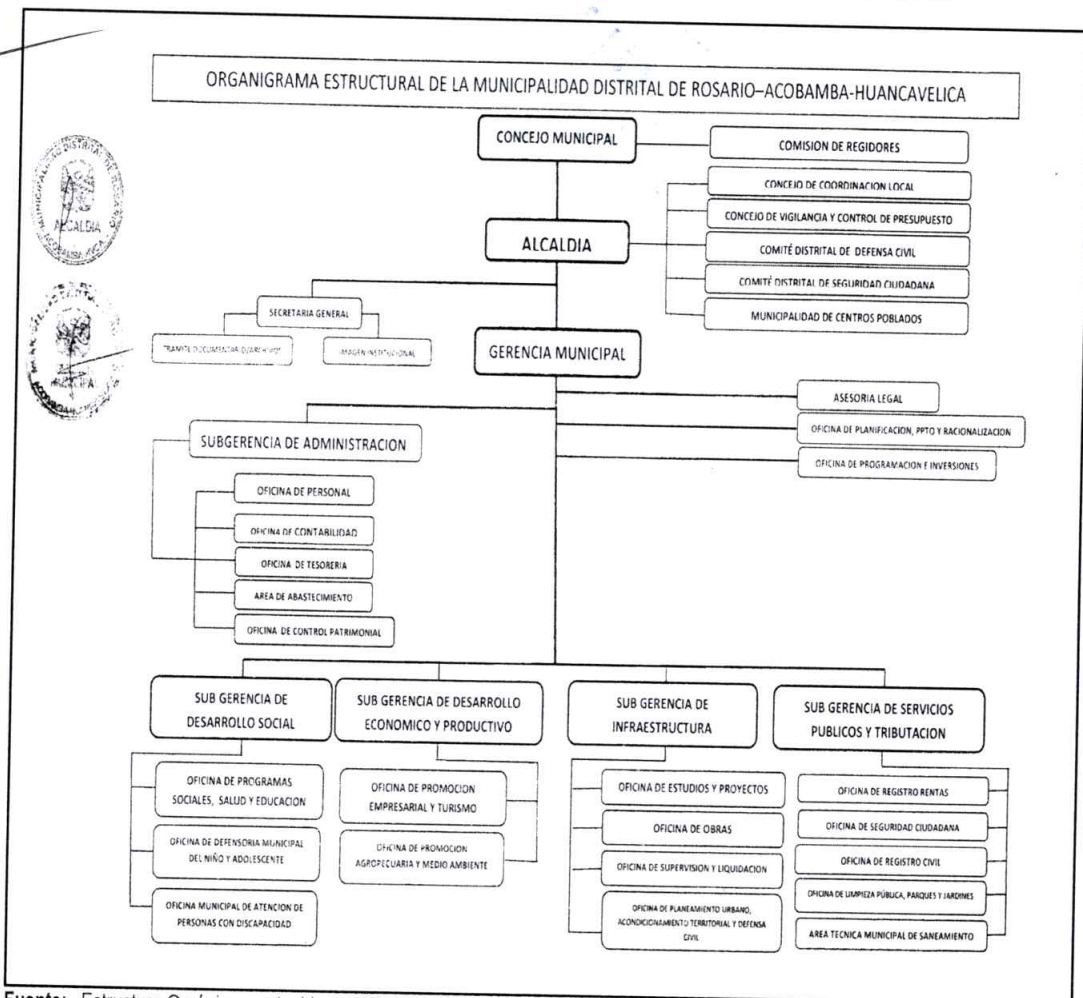 ORGANIGRAMA ESTRUCTURAL DE LA MUNICIPALIDAD DISTRITAL DE ROSARIO–ACOBAMBA-HUANCAVELICA
CONCEJO MUNICIPAL
COMISION DE REGIDORES
CONCEJO DE COORDINACION LOCAL
CONCEJO DE VIGILANCIA Y CONTROL DE PRESUPUESTO
ALCALDIA
COMITÉ DISTRITAL DE DEFENSA CIVIL
COMITÉ DISTRITAL DE SEGURIDAD CIUDADANA
MUNICIPALIDAD DE CENTROS POBLADOS
ALCALDIA
SECRETARIA GENERAL
TRAMITE DOCUMENTARIO/ARCHIVOS
IMAGEN INSTITUCIONAL
GERENCIA MUNICIPAL
ASESORIA LEGAL
OFICINA DE PLANIFICACION, PPTO Y RACIONALIZACION
OFICINA DE PROGRAMACION E INVERSIONES
SUBGERENCIA DE ADMINISTRACION
OFICINA DE PERSONAL
OFICINA DE CONTABILIDAD
OFICINA DE TESORERIA
AREA DE ABASTECIMIENTO
OFICINA DE CONTROL PATRIMONIAL
SUB GERENCIA DE
DESARROLLO SOCIAL
OFICINA DE PROGRAMAS
SOCIALES, SALUD Y EDUCACION
OFICINA DE DEFENSORIA MUNICIPAL
DEL NIÑO Y ADOLESCENTE
OFICINA MUNICIPAL DE ATENCION DE
PERSONAS CON DISCAPACIDAD
SUB GERENCIA DE DESARROLLO
ECONOMICO Y PRODUCTIVO
OFICINA DE PROMOCION
EMPRESARIAL Y TURISMO
OFICINA DE PROMOCION
AGROPECUARIA Y MEDIO AMBIENTE
SUB GERENCIA DE
INFRAESTRUCTURA
OFICINA DE ESTUDIOS Y PROYECTOS
OFICINA DE OBRAS
OFICINA DE SUPERVISION Y LIQUIDACION
OFICINA DE PLANEAMIENTO URBANO,
ACONDICIONAMIENTO TERRITORIAL Y DEFENSA
CIVIL
SUB GERENCIA DE SERVICIOS
PUBLICOS Y TRIBUTACION
OFICINA DE REGISTRO RENTAS
OFICINA DE SEGURIDAD CIUDADANA
OFICINA DE REGISTRO CIVIL
OFICINA DE LIMPIEZA PÚBLICA, PARQUES Y JARDINES
AREA TECNICA MUNICIPAL DE SANEAMIENTO